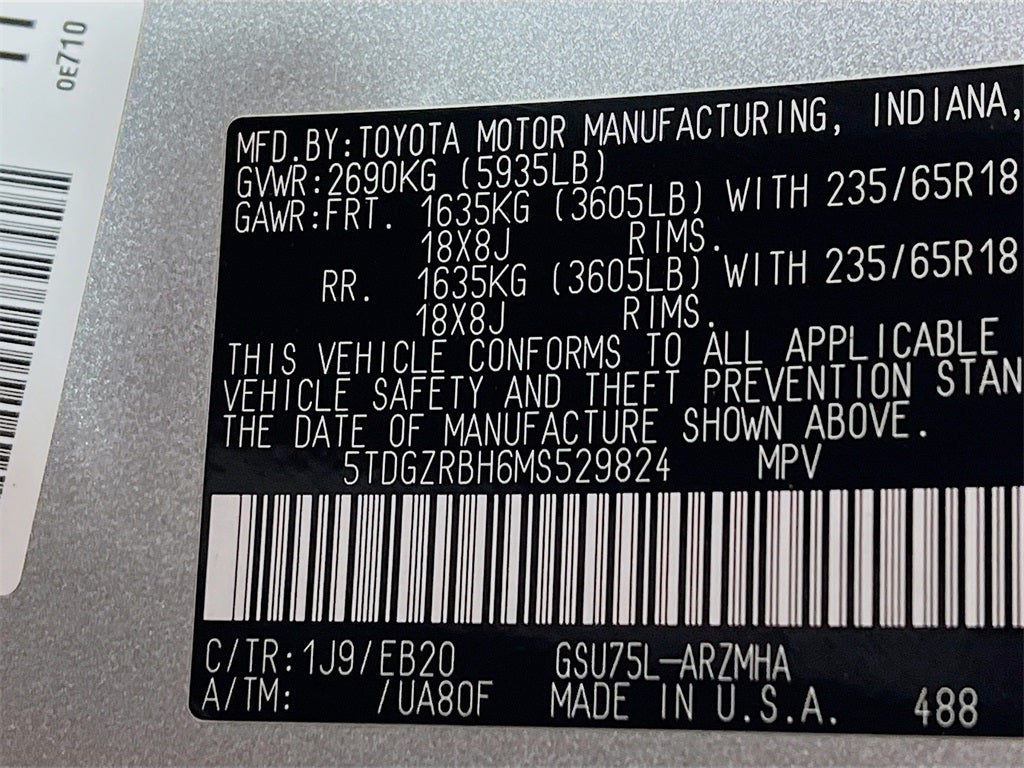 0E710
MFD.BY:TOYOTA MOTOR MANUFACTURING, INDIANA,
GVWR:2690KG (5935LB)
GAWR:FRT. 1635KG (3605LB) WITH 235/65R18
18X8J RIMS.
RR. 1635KG (3605LB) WITH 235/65R18
18X8J RIMS.
THIS VEHICLE CONFORMS TO ALL APPLICABLE
VEHICLE SAFETY AND THEFT PREVENTION STAN
THE DATE OF MANUFACTURE SHOWN ABOVE.
5TDGZRBH6MS529824 MPV
C/TR:1J9/EB20 GSU75L-ARZMHA
A/TM: /UA80F MADE IN U.S.A. 488